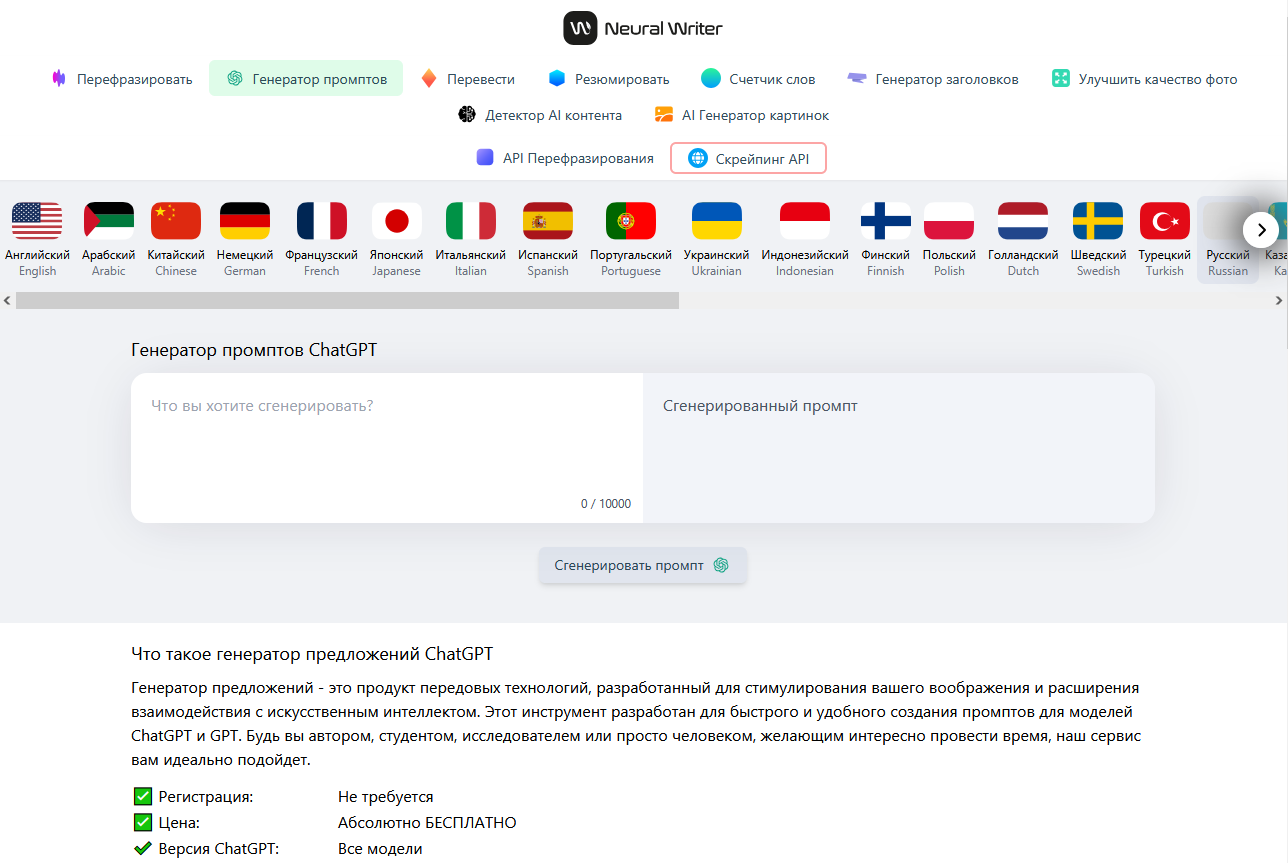 Neural Writer
Перефразировать Генератор промптов Перевести Резюмировать Счетчик слов Генератор заголовков Улучшить качество фото
Детектор AI контента AI Генератор картинок
API Перефразирования Скрейпинг API
Английский Арабский Китайский Немецкий Французский Японский Итальянский Испанский Португальский Украинский Индонезийский Финский Польский Голландский Шведский Турецкий Русский Каза
English Arabic Chinese German French Japanese Italian Spanish Portuguese Ukrainian Indonesian Finnish Polish Dutch Swedish Turkish Russian Ka
Генератор промптов ChatGPT
Что вы хотите сгенерировать? Сгенерированный промпт
0 / 10000
Сгенерировать промпт
Что такое генератор предложений ChatGPT
Генератор предложений - это продукт передовых технологий, разработанный для стимулирования вашего воображения и расширения
взаимодействия с искусственным интеллектом. Этот инструмент разработан для быстрого и удобного создания промптов для моделей
ChatGPT и GPT. Будь вы автором, студентом, исследователем или просто человеком, желающим интересно провести время, наш сервис
вам идеально подойдет.
Регистрация: Не требуется
Цена: Абсолютно БЕСПЛАТНО
Версия ChatGPT: Все модели